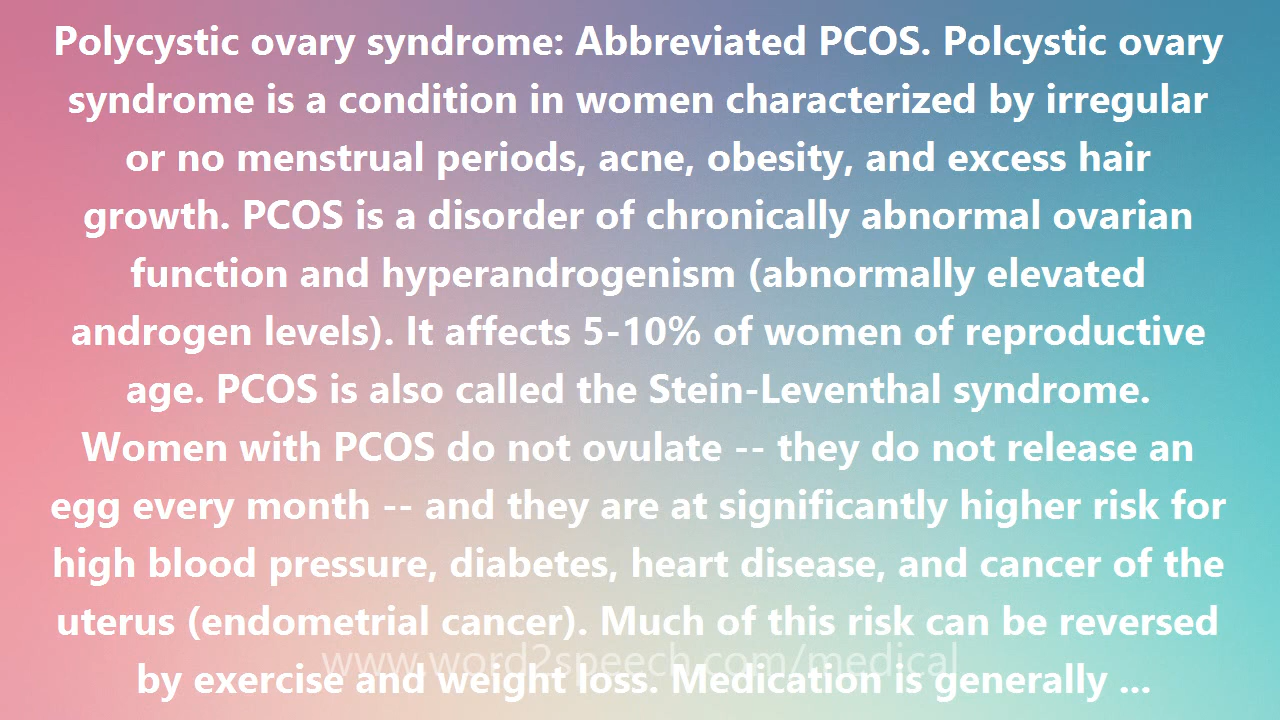 Polycystic ovary syndrome: Abbreviated PCOS. Polcystic ovary
syndrome is a condition in women characterized by irregular
or no menstrual periods, acne, obesity, and excess hair
growth. PCOS is a disorder of chronically abnormal ovarian
function and hyperandrogenism (abnormally elevated
androgen levels). It affects 5-10% of women of reproductive
age. PCOS is also called the Stein-Leventhal syndrome.
Women with PCOS do not ovulate -- they do not release an
egg every month -- and they are at significantly higher risk for
high blood pressure, diabetes, heart disease, and cancer of the
uterus (endometrial cancer). Much of this risk can be reversed
www.word2speech.com/medical
by exercise and weight loss. Medication is generally ...